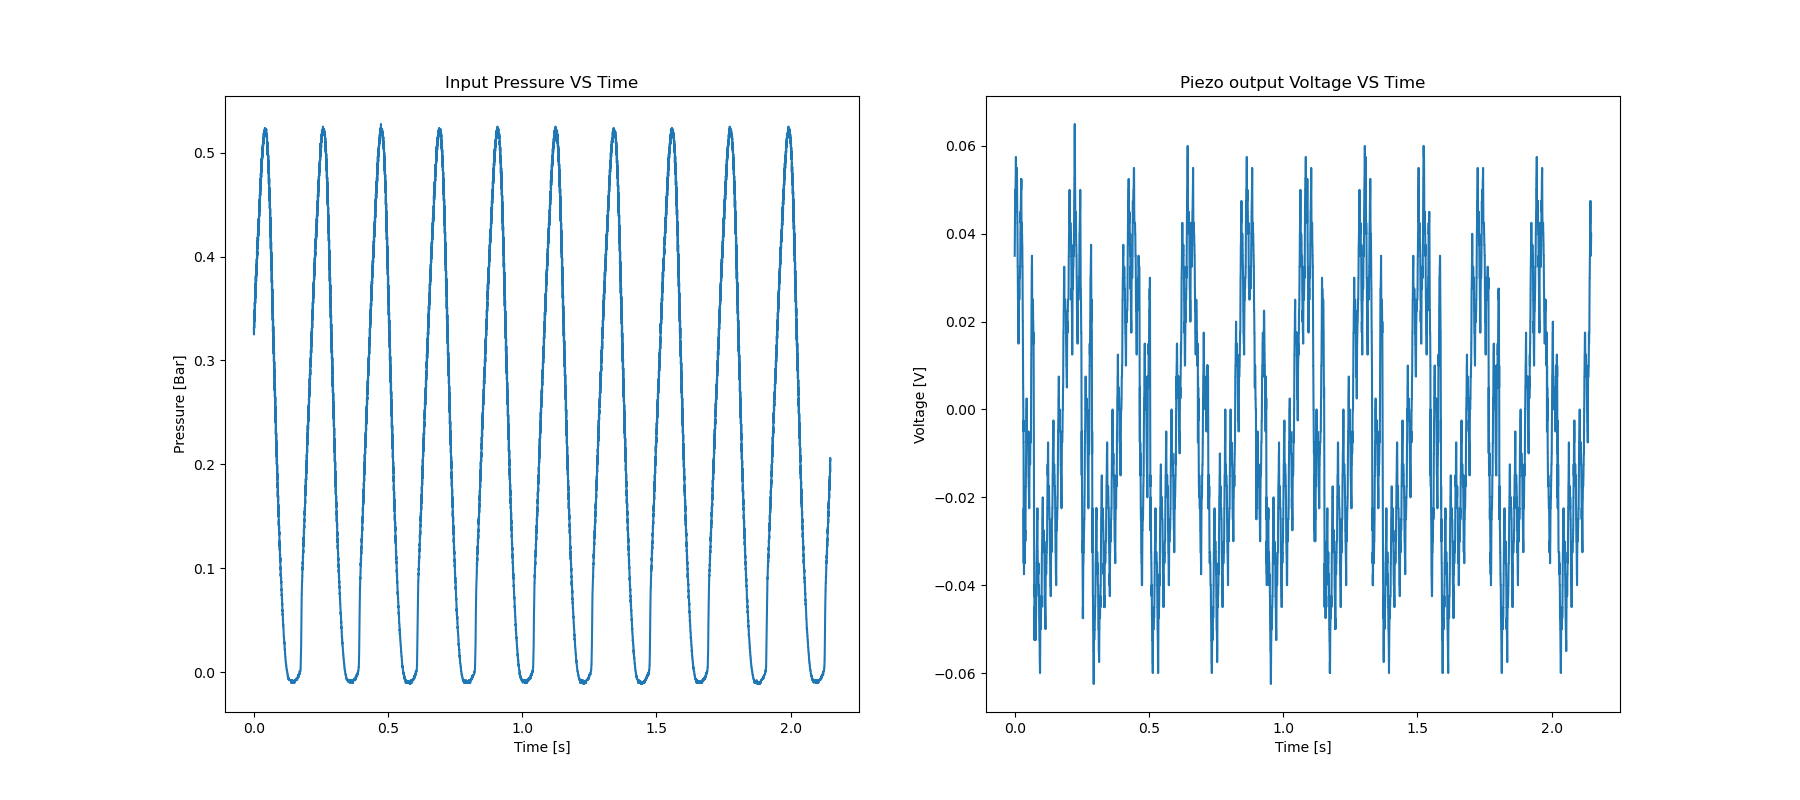 Input Pressure VS Time
Pressure [Bar]
0.5
0.4
0.3
0.2
0.1
0.0
0.0 0.5 1.0 1.5 2.0
Time [s]
Piezo output Voltage VS Time
Voltage [V]
0.06
0.04
0.02
0.00
−0.02
−0.04
−0.06
0.0 0.5 1.0 1.5 2.0
Time [s]